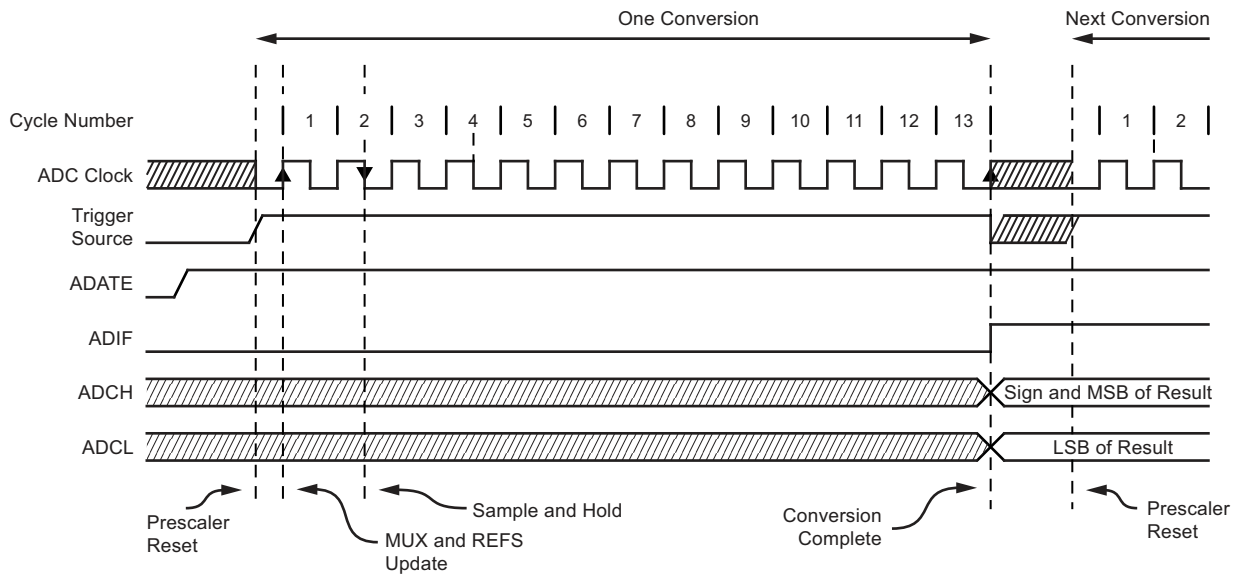 One Conversion
Next Conversion
Cycle Number
1 2 3 4 5 6 7 8 9 10 11 12 13 1 2
ADC Clock
Trigger
Source
ADATE
ADIF
ADCH
Sign and MSB of Result
ADCL
LSB of Result
Prescaler
Reset
MUX and REFS
Update
Sample and Hold
Conversion
Complete
Prescaler
Reset